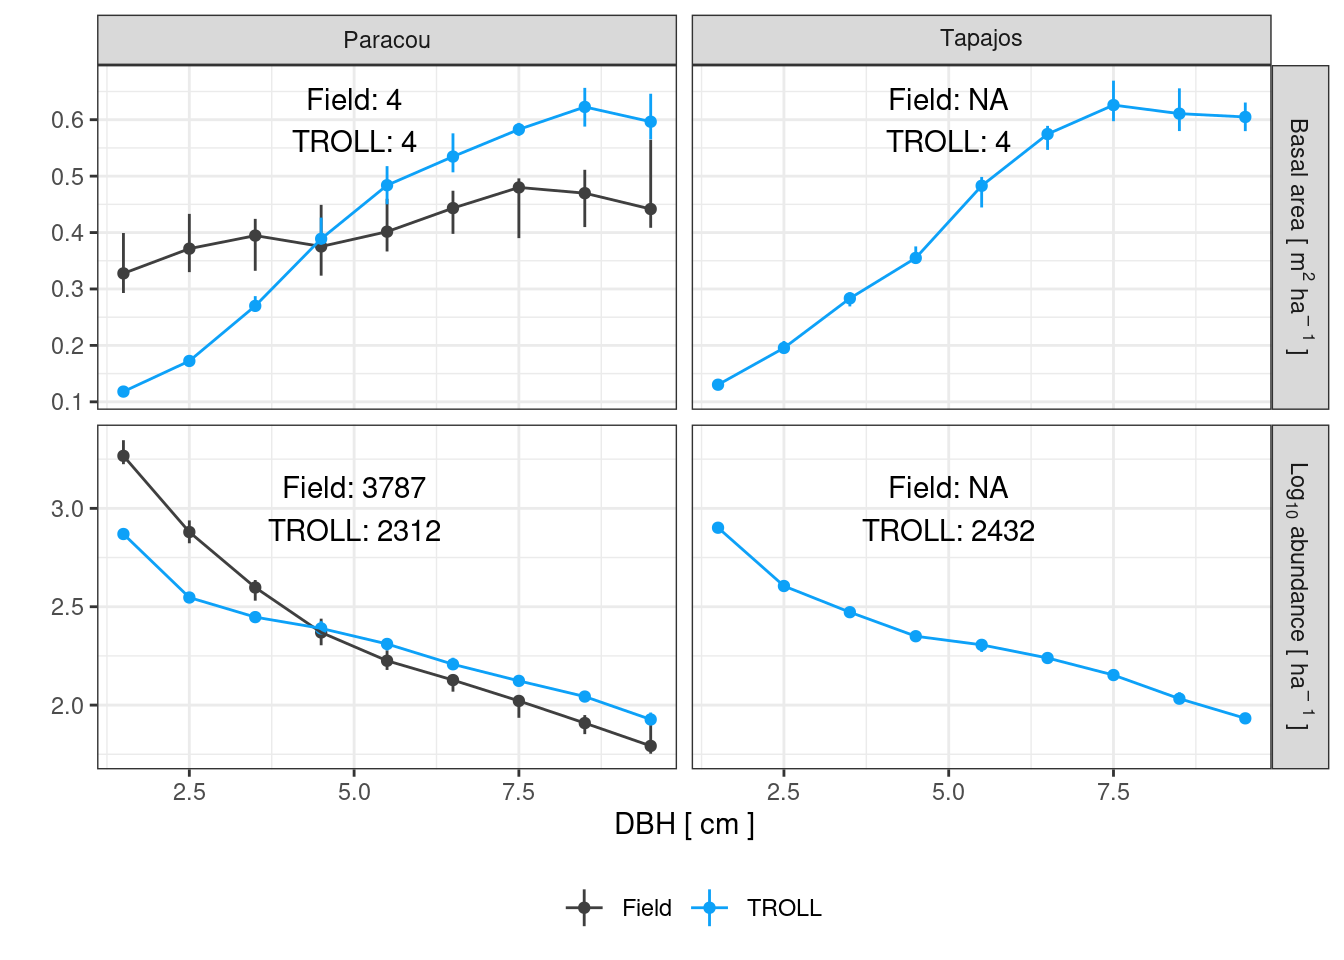 Paracou
Tapajos
Field: 4
TROLL: 4
Field: NA
TROLL: 4
0.6
0.5
0.4
0.3
0.2
0.1
Basal area [ m² ha⁻¹ ]
Field: 3787
TROLL: 2312
Field: NA
TROLL: 2432
3.0
2.5
2.0
Log₁₀ abundance [ ha⁻¹ ]
2.5 5.0 7.5
2.5 5.0 7.5
DBH [ cm ]
Field TROLL